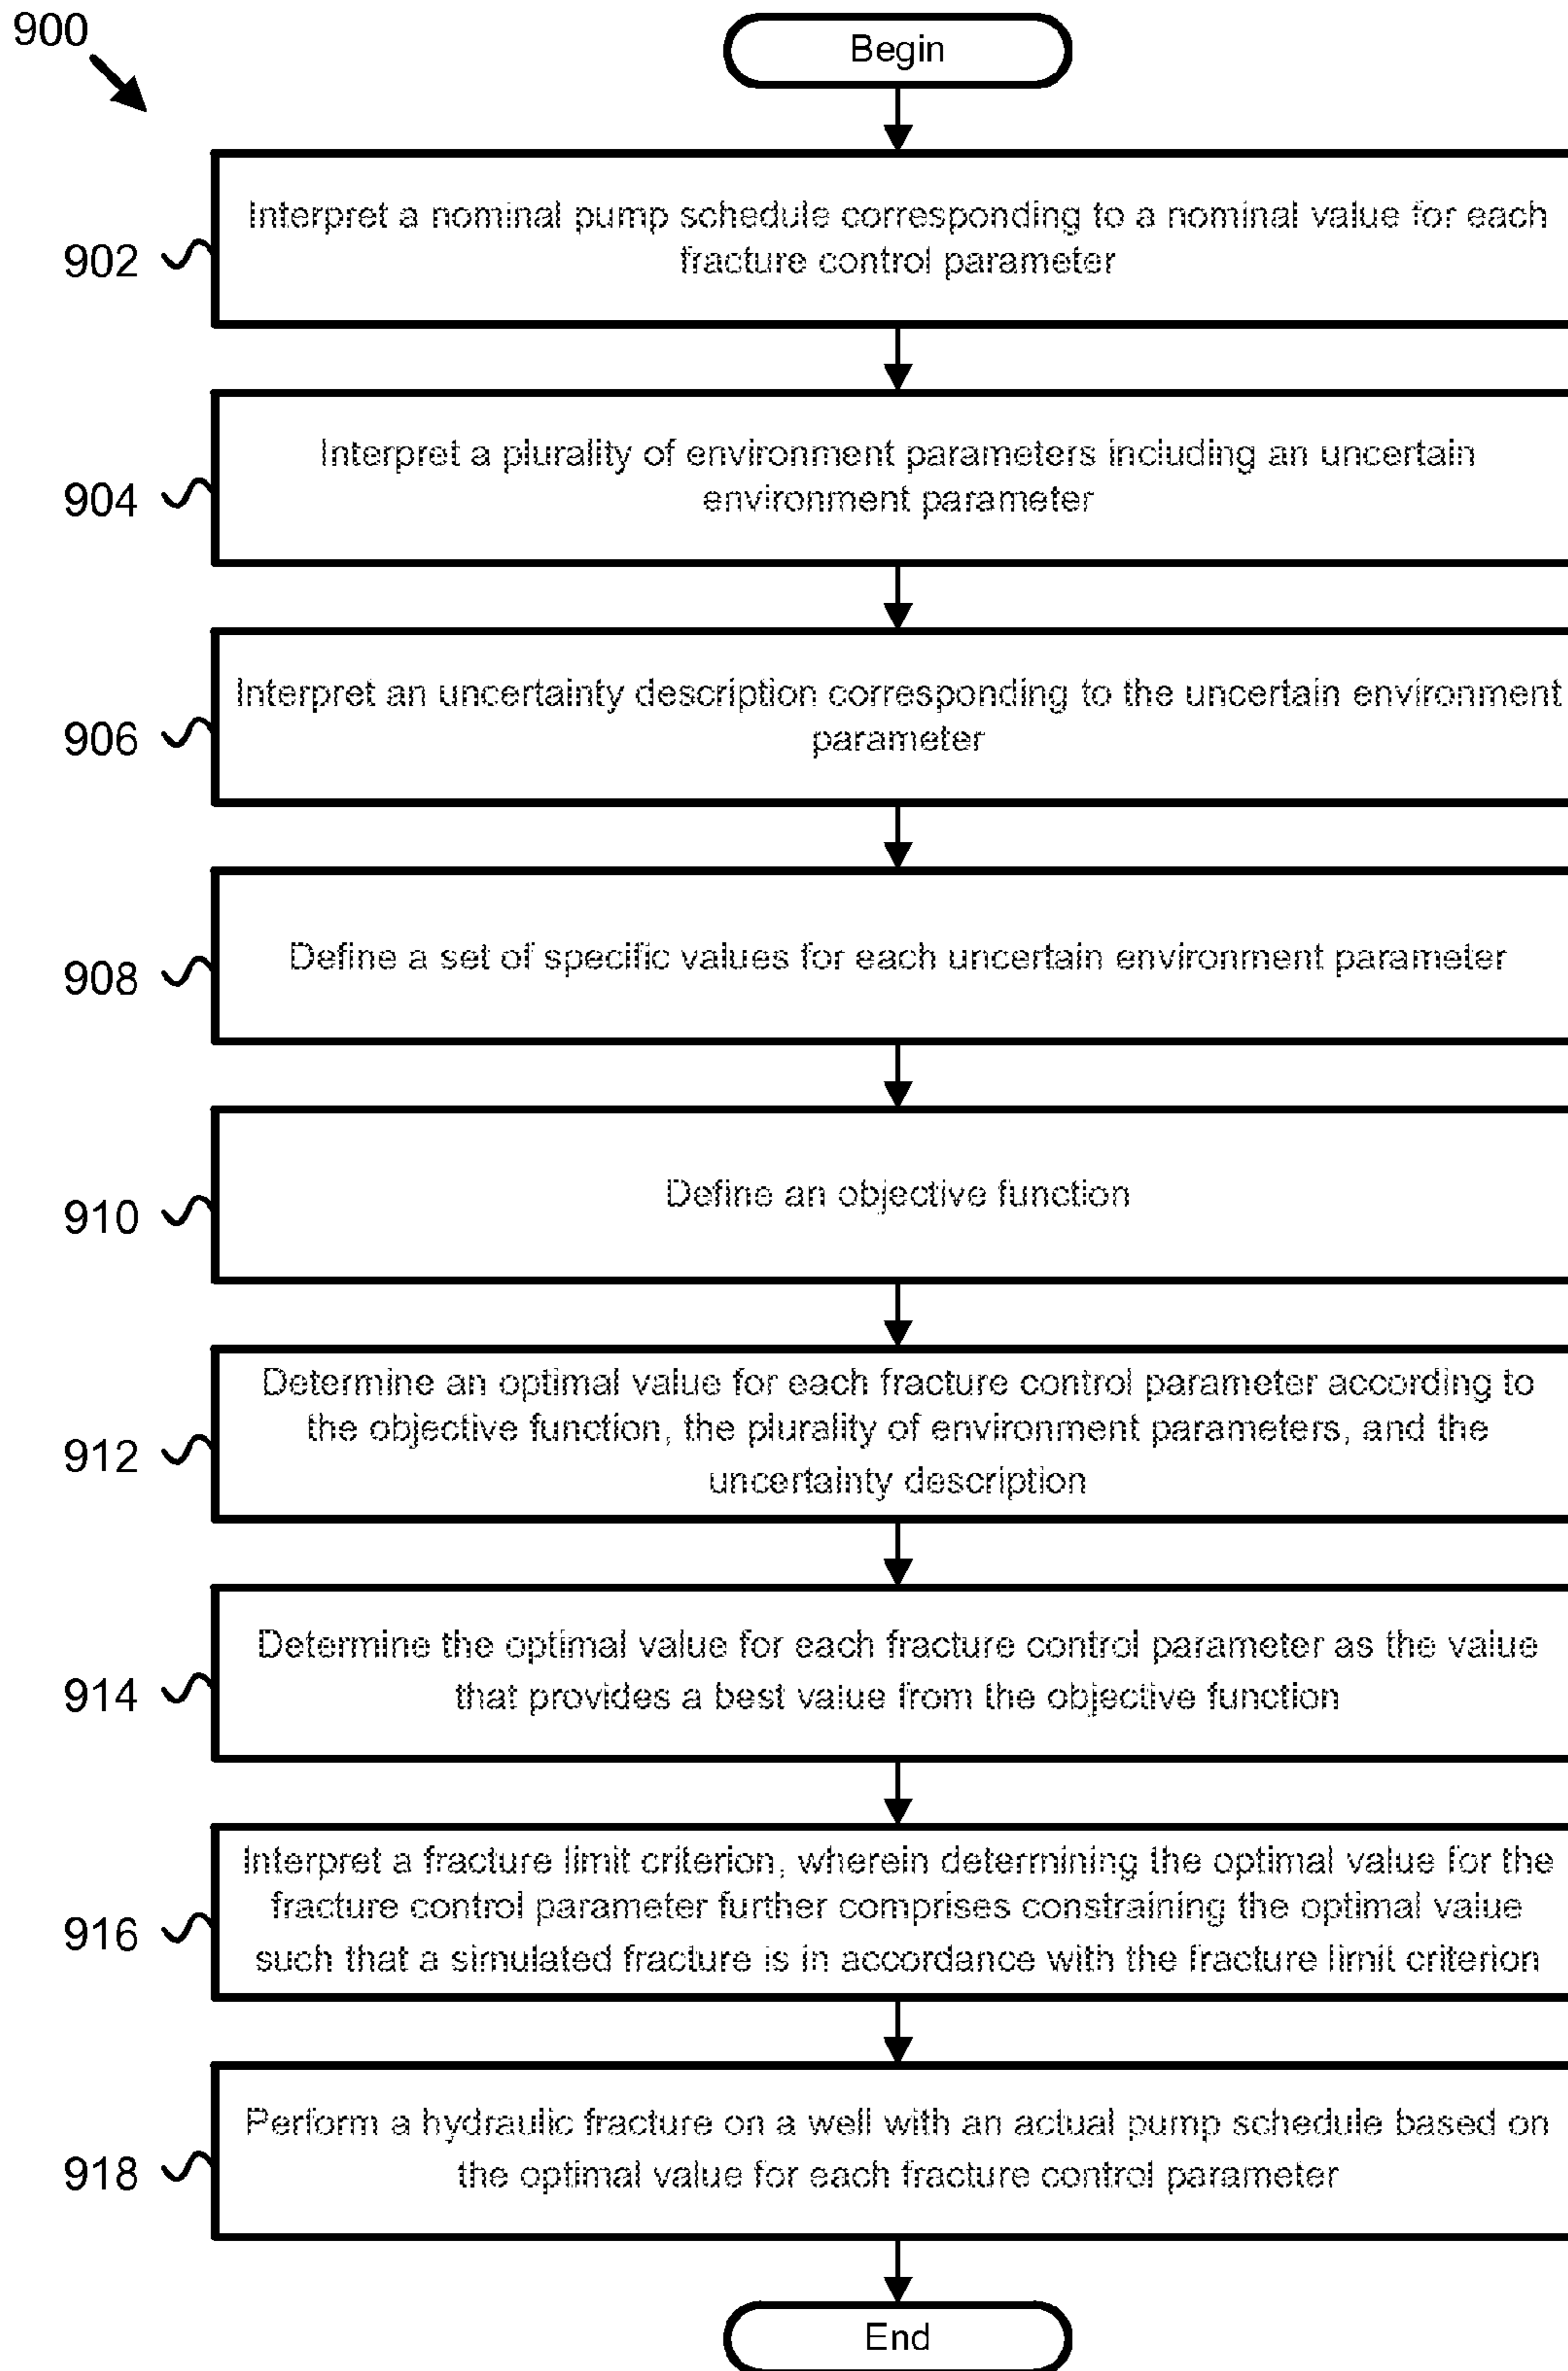 900
Begin
902
Interpret a nominal pump schedule corresponding to a nominal value for each
fracture control parameter
904
Interpret a plurality of environment parameters including an uncertain
environment parameter
906
Interpret an uncertainty description corresponding to the uncertain environment
parameter
908
Define a set of specific values for each uncertain environment parameter
910
Define an objective function
912
Determine an optimal value for each fracture control parameter according to
the objective function, the plurality of environment parameters, and the
uncertainty description
914
Determine the optimal value for each fracture control parameter as the value
that provides a best value from the objective function
916
Interpret a fracture limit criterion, wherein determining the optimal value for the
fracture control parameter further comprises constraining the optimal value
such that a simulated fracture is in accordance with the fracture limit criterion
918
Perform a hydraulic fracture on a well with an actual pump schedule based on
the optimal value for each fracture control parameter
End